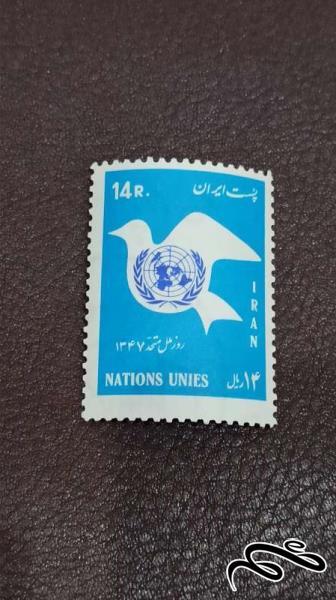 14R. پست ایران
IRAN
روز ملل متحد ۱۳۴۷
NATIONS UNIES ۱۴ ریال